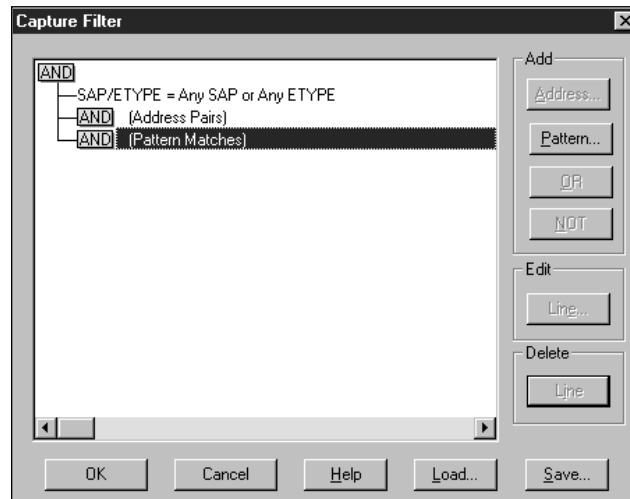 Capture Filter
AND
SAP/ETYPE = Any SAP or Any ETYPE
AND (Address Pairs)
AND (Pattern Matches)
Add
Address...
Pattern...
OR
NOT
Edit
Line...
Delete
Line
OK Cancel Help Load... Save...